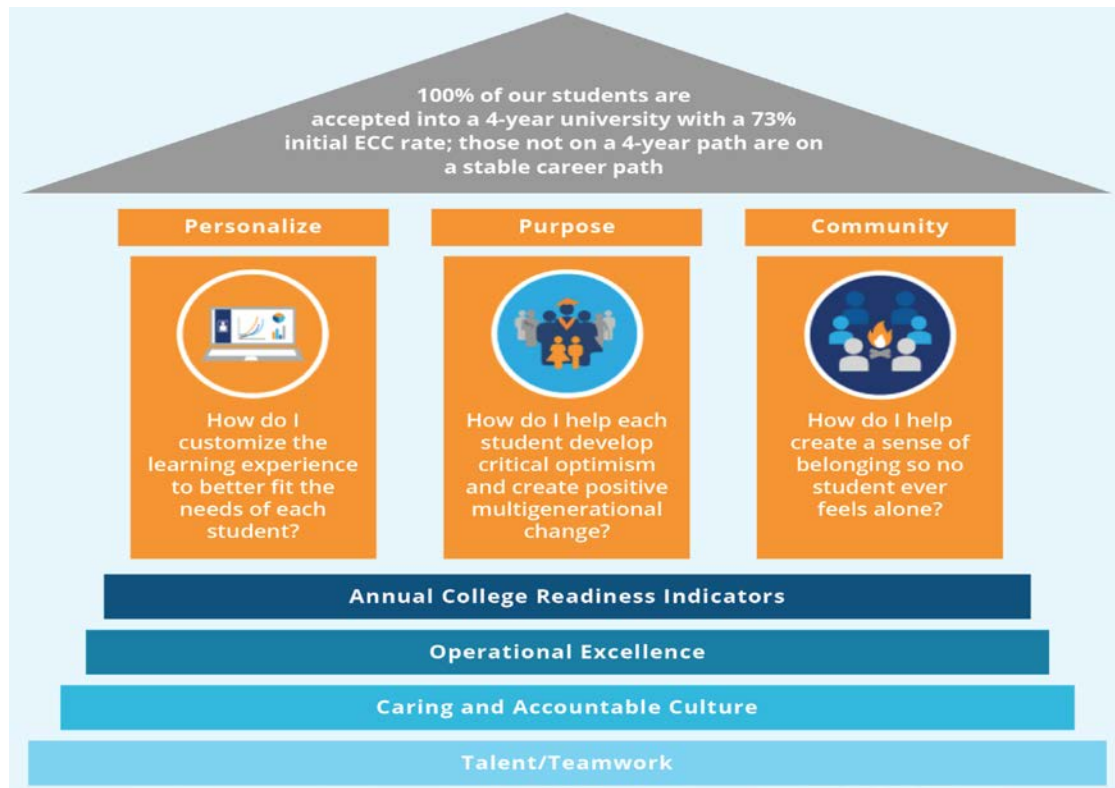 100% of our students are
accepted into a 4-year university with a 73%
initial ECC rate; those not on a 4-year path are on
a stable career path
Personalize
How do I
customize the
learning experience
to better fit the
needs of each
student?
Purpose
How do I help each
student develop
critical optimism
and create positive
multigenerational
change?
Community
How do I help
create a sense of
belonging so no
student ever
feels alone?
Annual College Readiness Indicators
Operational Excellence
Caring and Accountable Culture
Talent/Teamwork